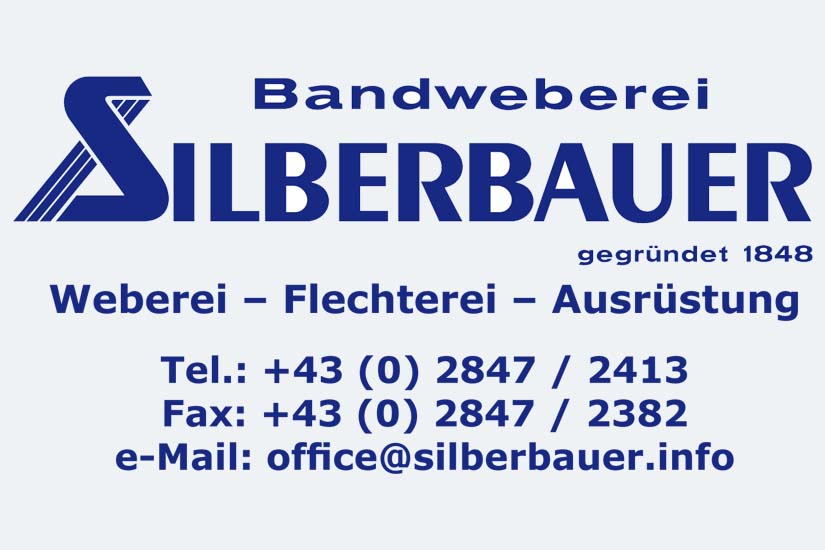 Bandweberei
SILBERBAUER
gegründet 1848
Weberei – Flechterei – Ausrüstung
Tel.: +43 (0) 2847 / 2413
Fax: +43 (0) 2847 / 2382
e-Mail: office@silberbauer.info